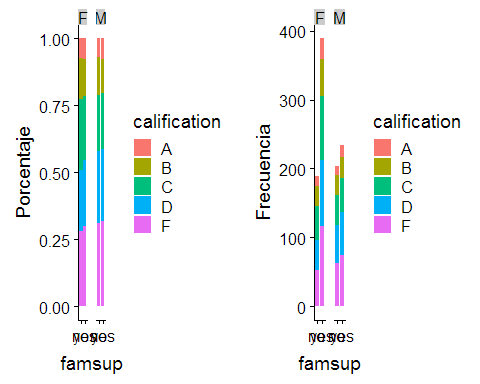 F M
1.00
0.75
0.50
0.25
0.00
Porcentaje
famsup
calification
A
B
C
D
F
F M
400
300
200
100
0
Frecuencia
famsup
calification
A
B
C
D
F